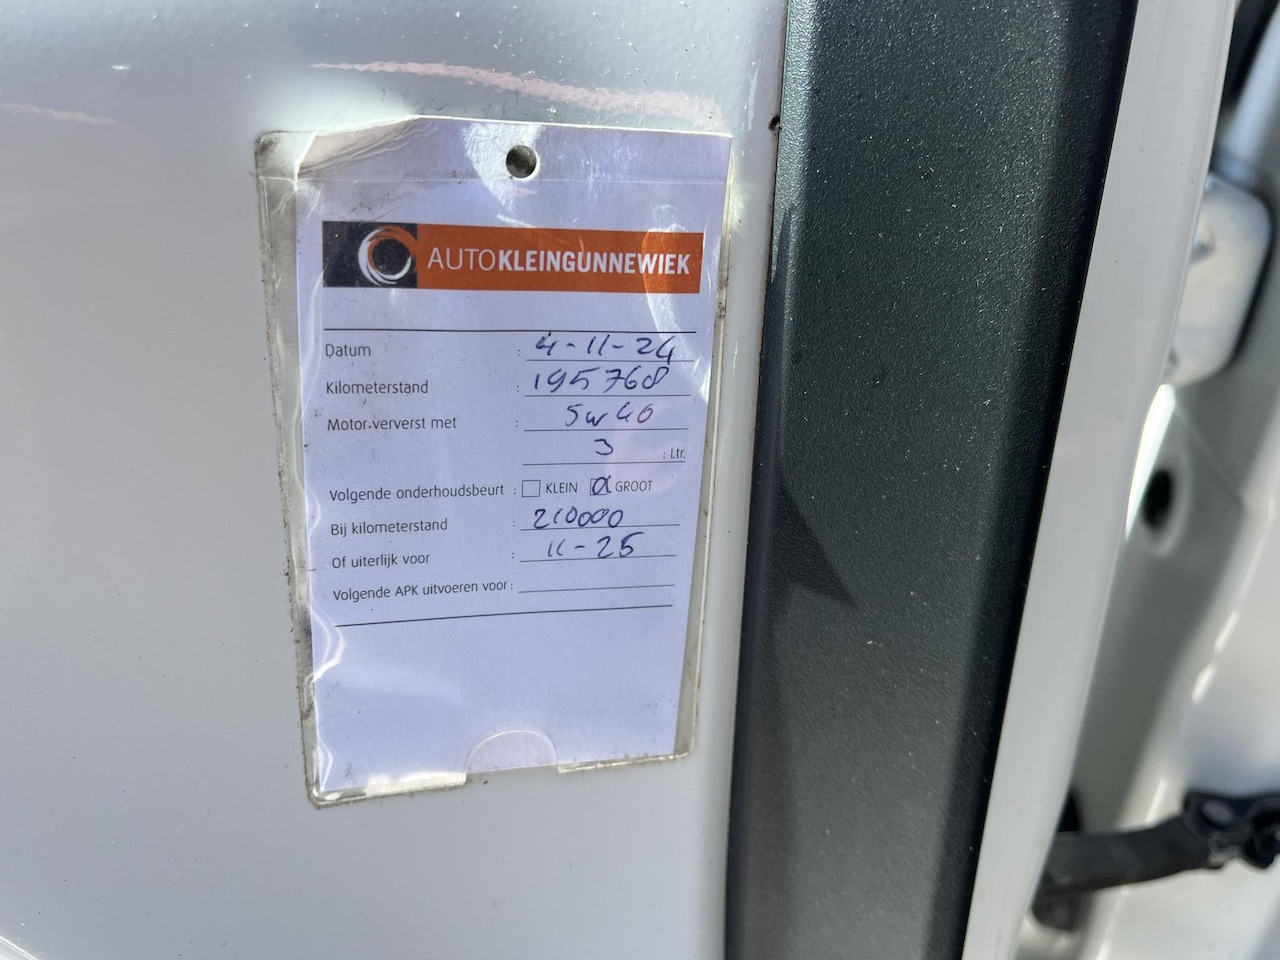 AUTOKLEINGUNNEWIEK
Datum : 4-11-24
Kilometerstand : 195768
Motor ververst met : 5w40
3 : Ltr.
Volgende onderhoudsbeurt : KLEIN GROOT
Bij kilometerstand : 210000
Of uiterlijk voor : 11-25
Volgende APK uitvoeren voor :